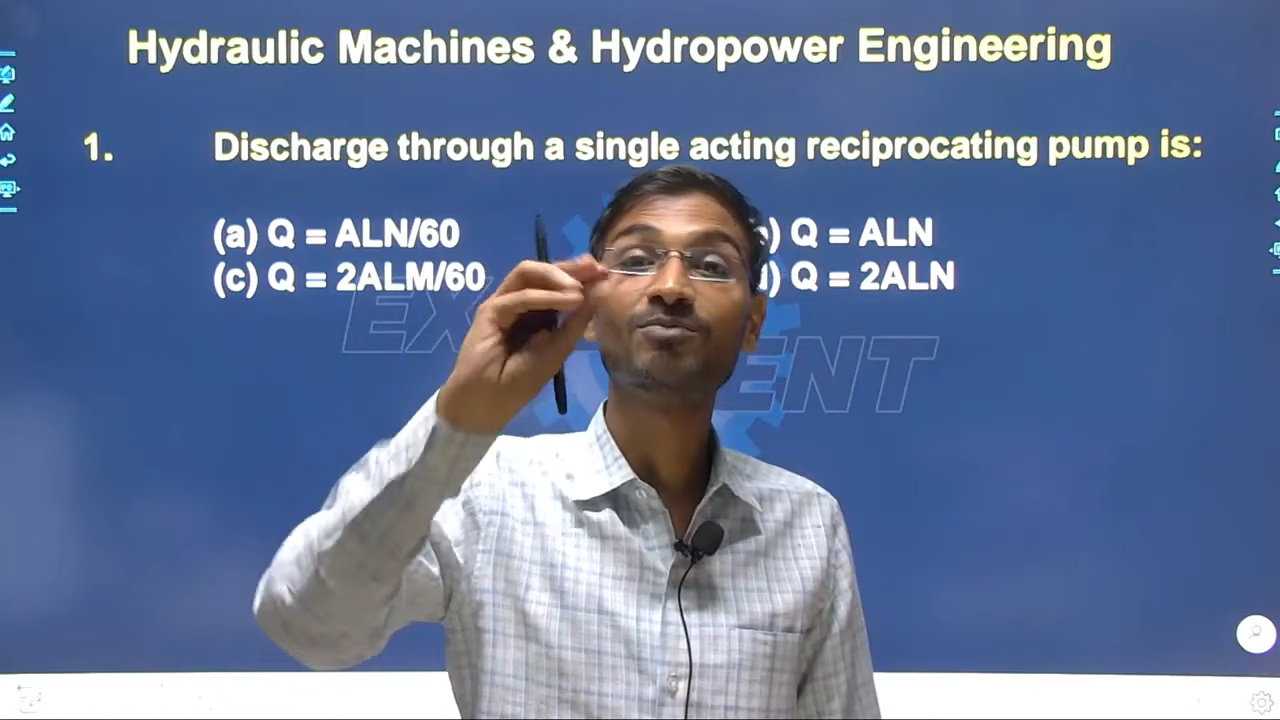 Hydraulic Machines & Hydropower Engineering
1. Discharge through a single acting reciprocating pump is:
(a) Q = ALN/60 ) Q = ALN
(c) Q = 2ALM/60 ) Q = 2ALN